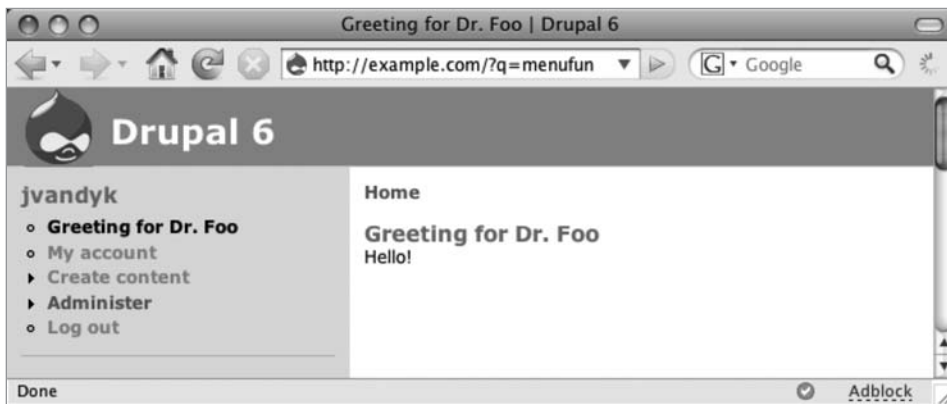 Greeting for Dr. Foo | Drupal 6
http://example.com/?q=menufun
G
Google
Drupal 6
jvandyk
Greeting for Dr. Foo
My account
Create content
Administer
Log out
Home
Greeting for Dr. Foo
Hello!
Done
Adblock